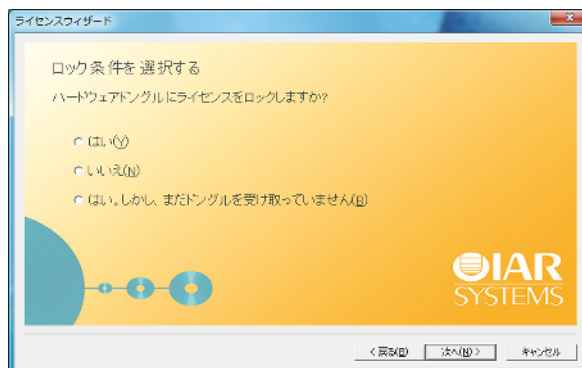 ライセンスウィザード
ロック条件を選択する
ハードウェアドングルにライセンスをロックしますか?
はい(Y)
いいえ(N)
はい。しかし、まだドングルを受け取っていません(B)
IAR
SYSTEMS
< 戻る(B)
次へ(N) >
キャンセル